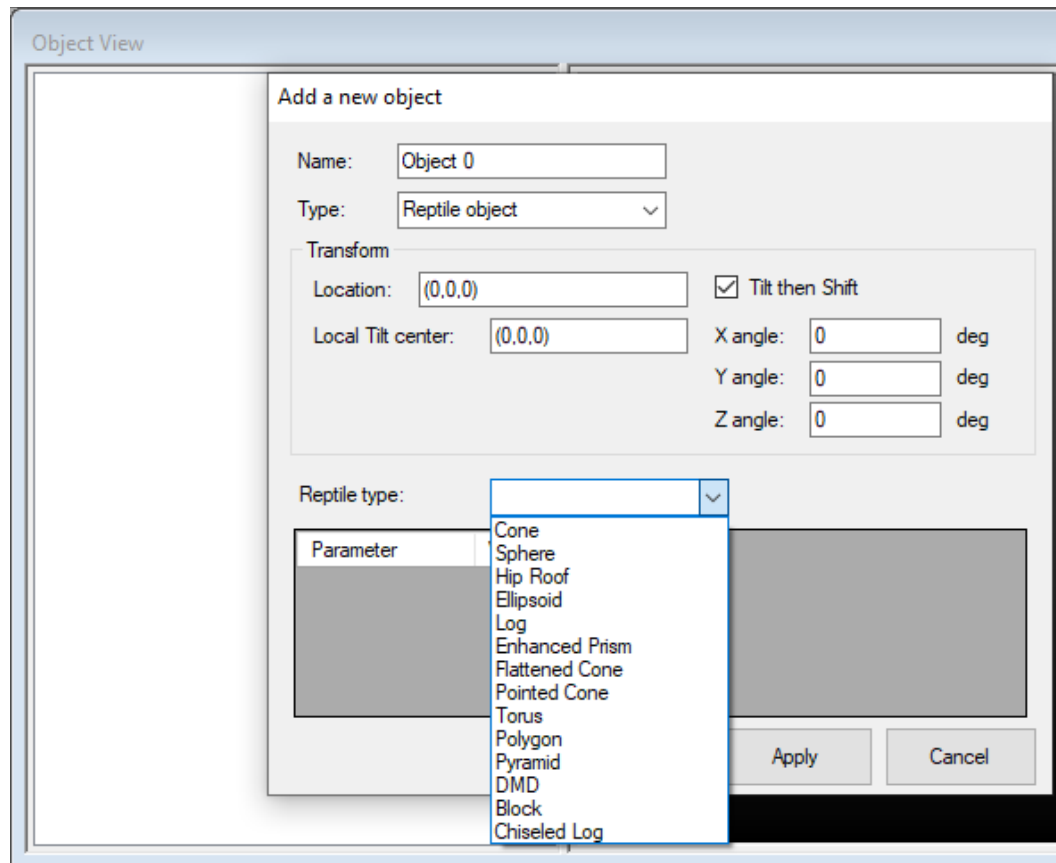 Object View
Add a new object
Name: Object 0
Type: Reptile object
Transform
Location: (0,0,0) Tilt then Shift
Local Tilt center: (0,0,0) X angle: 0 deg
Y angle: 0 deg
Z angle: 0 deg
Reptile type:
Parameter
Cone
Sphere
Hip Roof
Ellipsoid
Log
Enhanced Prism
Flattened Cone
Pointed Cone
Torus
Polygon
Pyramid
DMD
Block
Chiseled Log
Apply Cancel